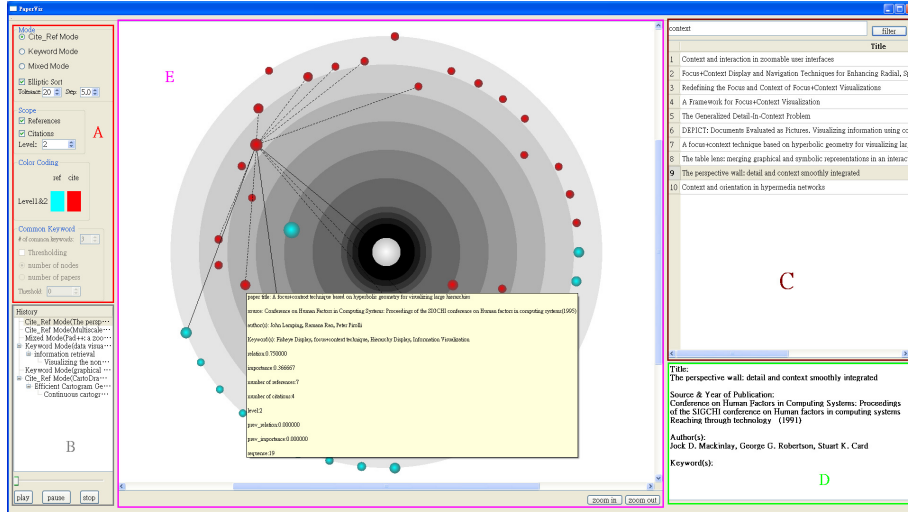 PaperVis
Mode
Cite_Ref Mode
Keyword Mode
Mixed Mode
Elliptic Sort
Tolerance 20 Step: 5.0
Scope
References
Citations
Level: 2
A
Color Coding
ref cite
Level1&2
Common Keyword
# of common keywords: 3
Thresholding
number of nodes
number of papers
Threshold 0
History
Cite_Ref Mode(The persp···
Cite_Ref Mode(Multiscale···
Mixed Mode(Pad++: a zoo···
Keyword Mode(data visua···
information retrieval
Visualizing the non···
Keyword Mode(graphical
Cite_Ref Mode(CartoDra···
Efficient Cartogram Ge···
Continuous cartogr···
B
play pause stop
E
paper title: A focus+context technique based on hyperbolic geometry for visualizing large hierarchies
source: Conference on Human Factors in Computing Systems: Proceedings of the SIGCHI conference on Human factors in computing systems(1995)
author(s): John Lamping, Ramana Rao, Peter Pirolli
Keyword(s): Fisheye Display, focus+context technique, Hierarchy Display, Information Visualization
relation:0.750000
importance:0.366667
number of references:7
number of citations:4
level:2
prev_relation:0.000000
prev_importance:0.000000
sequence:19
zoom in zoom out
context filter
Title
1 Context and interaction in zoomable user interfaces
2 Focus+Context Display and Navigation Techniques for Enhancing Radial, Sp
3 Redefining the Focus and Context of Focus+Context Visualizations
4 A Framework for Focus+Context Visualization
5 The Generalized Detail-In-Context Problem
6 DEPICT: Documents Evaluated as Pictures. Visualizing information using co
7 A focus+context technique based on hyperbolic geometry for visualizing larg
8 The table lens: merging graphical and symbolic representations in an interac
9 The perspective wall: detail and context smoothly integrated
10 Context and orientation in hypermedia networks
C
Title:
The perspective wall: detail and context smoothly integrated
Source & Year of Publication:
Conference on Human Factors in Computing Systems: Proceedings
of the SIGCHI conference on Human factors in computing systems
Reaching through technology (1991)
Author(s):
Jock D. Mackinlay, George G. Robertson, Stuart K. Card
Keyword(s):
D